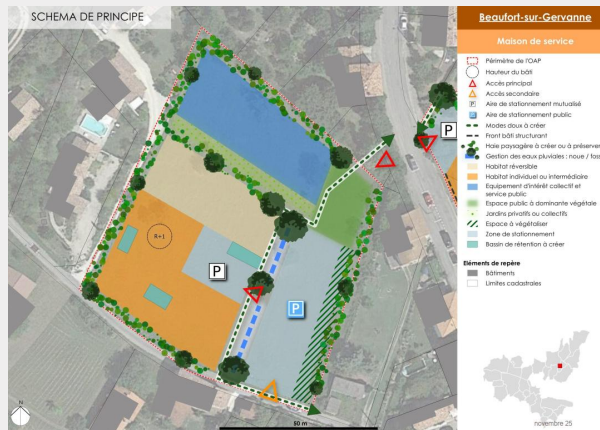 SCHEMA DE PRINCIPE
R+1
P
P
P
N
50 m
Beaufort-sur-Gervanne
Maison de service
Périmètre de l'OAP
Hauteur du bâti
Accès principal
Accès secondaire
P Aire de stationnement mutualisé
P Aire de stationnement public
Modes doux à créer
Front bâti structurant
Haie paysagère à créer ou à préserver
Gestion des eaux pluviales : noue / foss
Habitat réversible
Habitat individuel ou intermédiaire
Equipement d'intérêt collectif et
service public
Espace public à dominante végétale
Jardins privatifs ou collectifs
Espace à végétaliser
Zone de stationnement
Bassin de rétention à créer
Eléments de repère
Bâtiments
Limites cadastrales
novembre 25